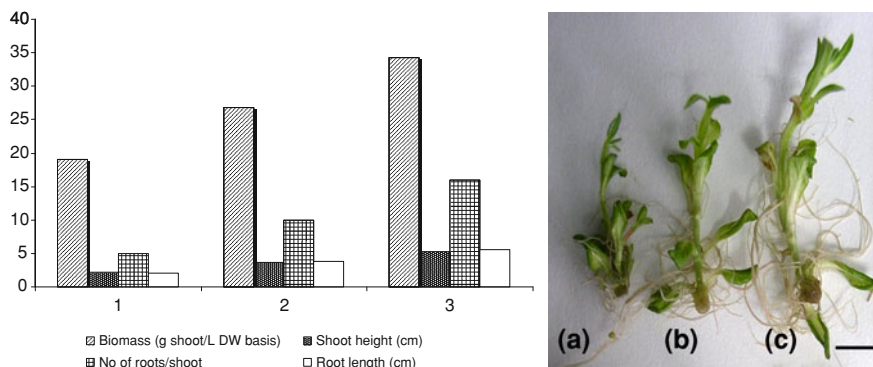 40
35
30
25
20
15
10
5
0
1 2 3
Biomass (g shoot/L DW basis) Shoot height (cm)
No of roots/shoot Root length (cm)
(a) (b) (c)